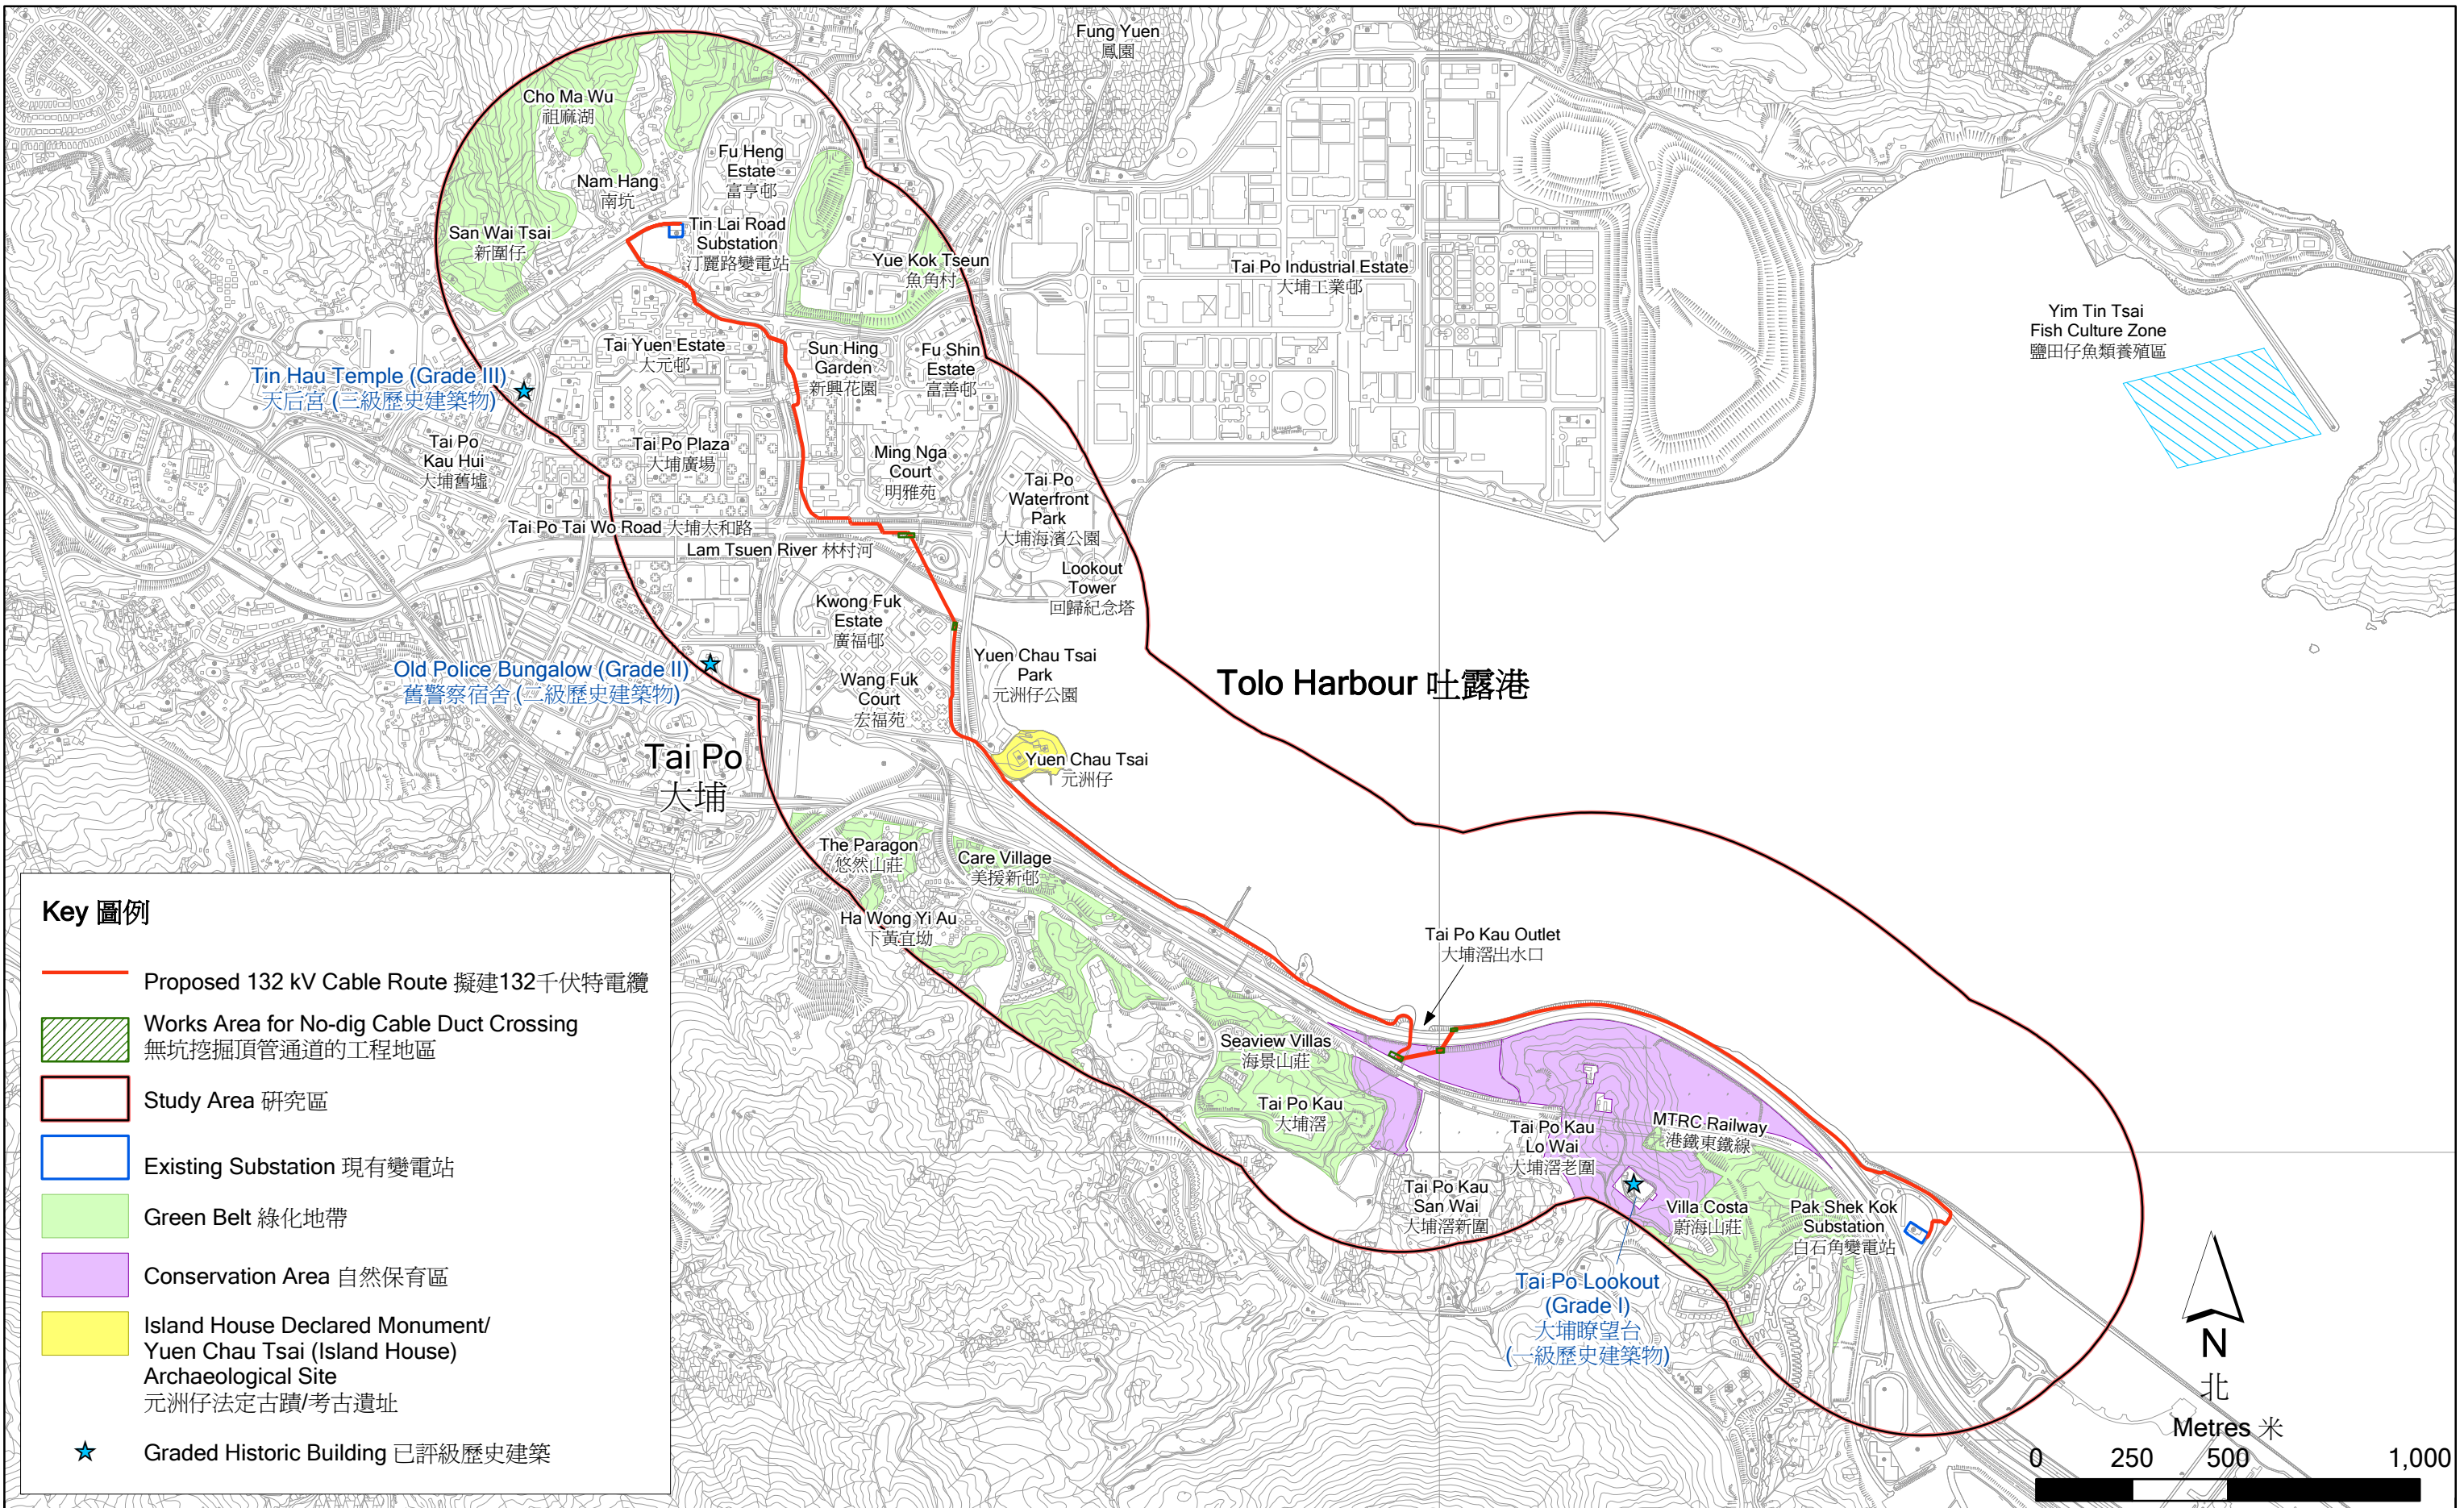 Fung Yuen
鳳園
Cho Ma Wu
祖麻湖
Fu Heng
Estate
富亨邨
Nam Hang
南坑
San Wai Tsai
新圍仔
Tin Lai Road
Substation
汀麗路變電站
Yue Kok Tseun
魚角村
Tai Po Industrial Estate
大埔工業邨
Yim Tin Tsai
Fish Culture Zone
鹽田仔魚類養殖區
Tai Yuen Estate
太元邨
Sun Hing
Garden
新興花園
Fu Shin
Estate
富善邨
Tin Hau Temple (Grade III)
天后宮 (三級歷史建築物)
Tai Po
Kau Hui
大埔舊墟
Tai Po Plaza
大埔廣場
Ming Nga
Court
明雅苑
Tai Po
Waterfront
Park
大埔海濱公園
Tai Po Tai Wo Road 大埔太和路
Lam Tsuen River 林村河
Lookout
Tower
回歸紀念塔
Kwong Fuk
Estate
廣福邨
Old Police Bungalow (Grade II)
舊警察宿舍 (二級歷史建築物)
Wang Fuk
Court
宏福苑
Yuen Chau Tsai
Park
元洲仔公園
Tolo Harbour 吐露港
Tai Po
大埔
Yuen Chau Tsai
元洲仔
The Paragon
悠然山莊
Care Village
美援新邨
Ha Wong Yi Au
下黃宜坳
Tai Po Kau Outlet
大埔滘出水口
Seaview Villas
海景山莊
Tai Po Kau
大埔滘
Tai Po Kau
Lo Wai
大埔滘老圍
MTRC Railway
港鐵東鐵線
Tai Po Kau
San Wai
大埔滘新圍
Villa Costa
蔚海山莊
Pak Shek Kok
Substation
白石角變電站
Tai Po Lookout
(Grade I)
大埔瞭望台
(一級歷史建築物)
Key 圖例
Proposed 132 kV Cable Route 擬建132千伏特電纜
Works Area for No-dig Cable Duct Crossing
無坑挖掘頂管通道的工程地區
Study Area 研究區
Existing Substation 現有變電站
Green Belt 綠化地帶
Conservation Area 自然保育區
Island House Declared Monument/
Yuen Chau Tsai (Island House)
Archaeological Site
元洲仔法定古蹟/考古遺址
Graded Historic Building 已評級歷史建築
N
北
Metres 米
0 250 500 1,000